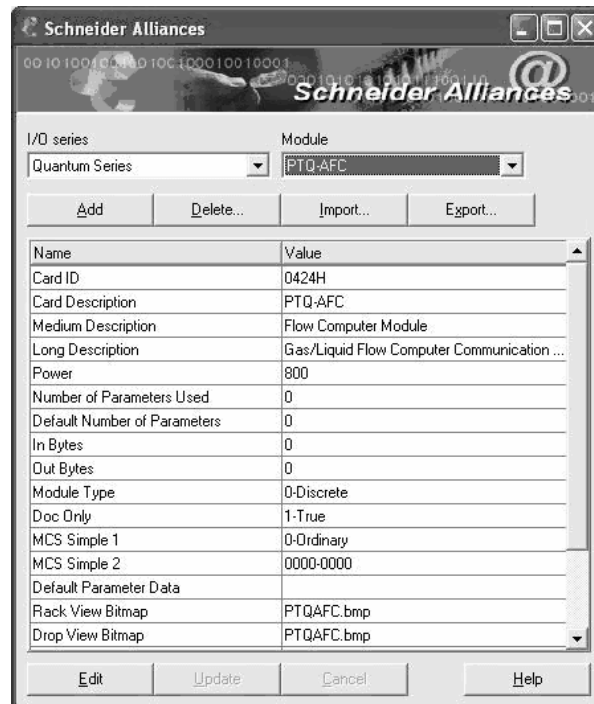 Schneider Alliances
Schneider Alliances
@
I/O series Module
Quantum Series PTQ-AFC
Add Delete... Import... Export...
Name Value
Card ID 0424H
Card Description PTQ-AFC
Medium Description Flow Computer Module
Long Description Gas/Liquid Flow Computer Communication ...
Power 800
Number of Parameters Used 0
Default Number of Parameters 0
In Bytes 0
Out Bytes 0
Module Type 0-Discrete
Doc Only 1-True
MCS Simple 1 0-Ordinary
MCS Simple 2 0000-0000
Default Parameter Data
Rack View Bitmap PTQAFC.bmp
Drop View Bitmap PTQAFC.bmp
Edit Update Cancel Help